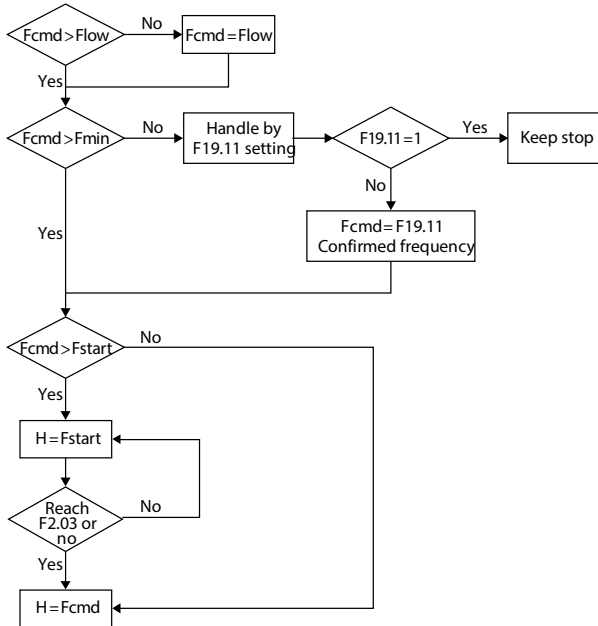 Fcmd>Flow
No
Fcmd=Flow
Yes
Fcmd>Fmin
No
Handle by
F19.11 setting
F19.11=1
Yes
Keep stop
No
Yes
Fcmd=F19.11
Confirmed frequency
Fcmd>Fstart
No
Yes
H=Fstart
Reach
F2.03 or
no
No
Yes
H=Fcmd